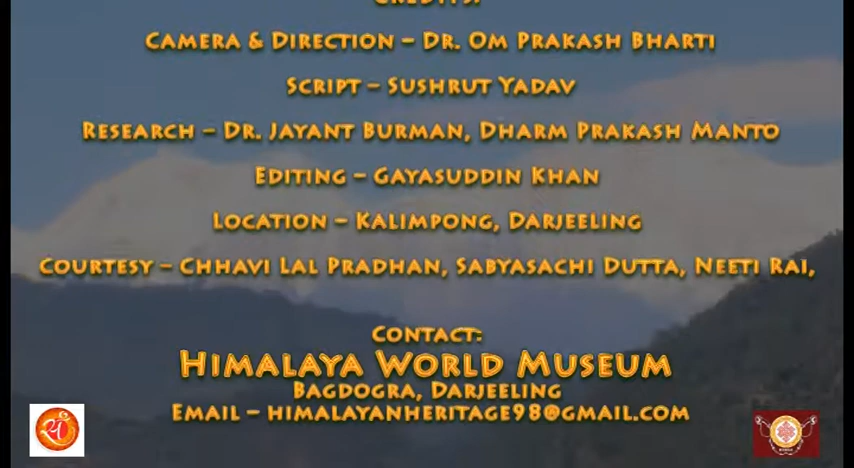 Credits:
Camera & Direction – Dr. Om Prakash Bharti
Script – Sushrut Yadav
Research – Dr. Jayant Burman, Dharm Prakash Manto
Editing – Gayasuddin Khan
Location – Kalimpong, Darjeeling
Courtesy – Chhavi Lal Pradhan, Sabyasachi Dutta, Neeti Rai,
Contact:
Himalaya World Museum
Bagdogra, Darjeeling
Email – himalayanheritage98@gmail.com